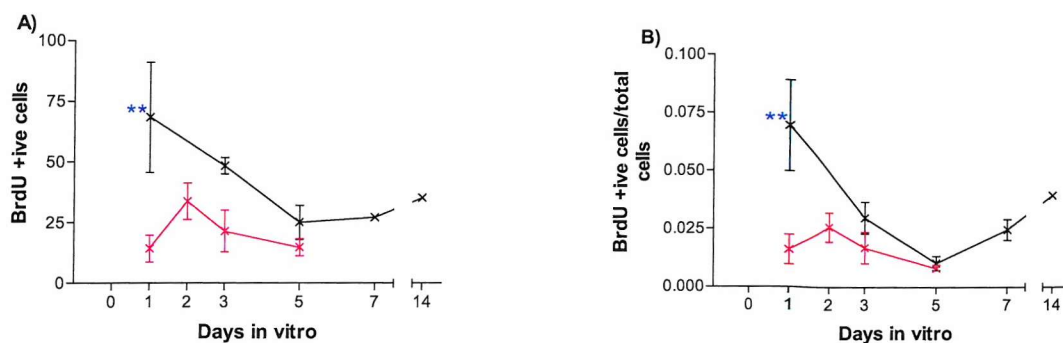 A)
100
75
50
25
0
BrdU +ive cells
**
0 1 2 3 5 7 14
Days in vitro
B)
0.100
0.075
0.050
0.025
0.000
BrdU +ive cells/total
cells
**
0 1 2 3 5 7 14
Days in vitro